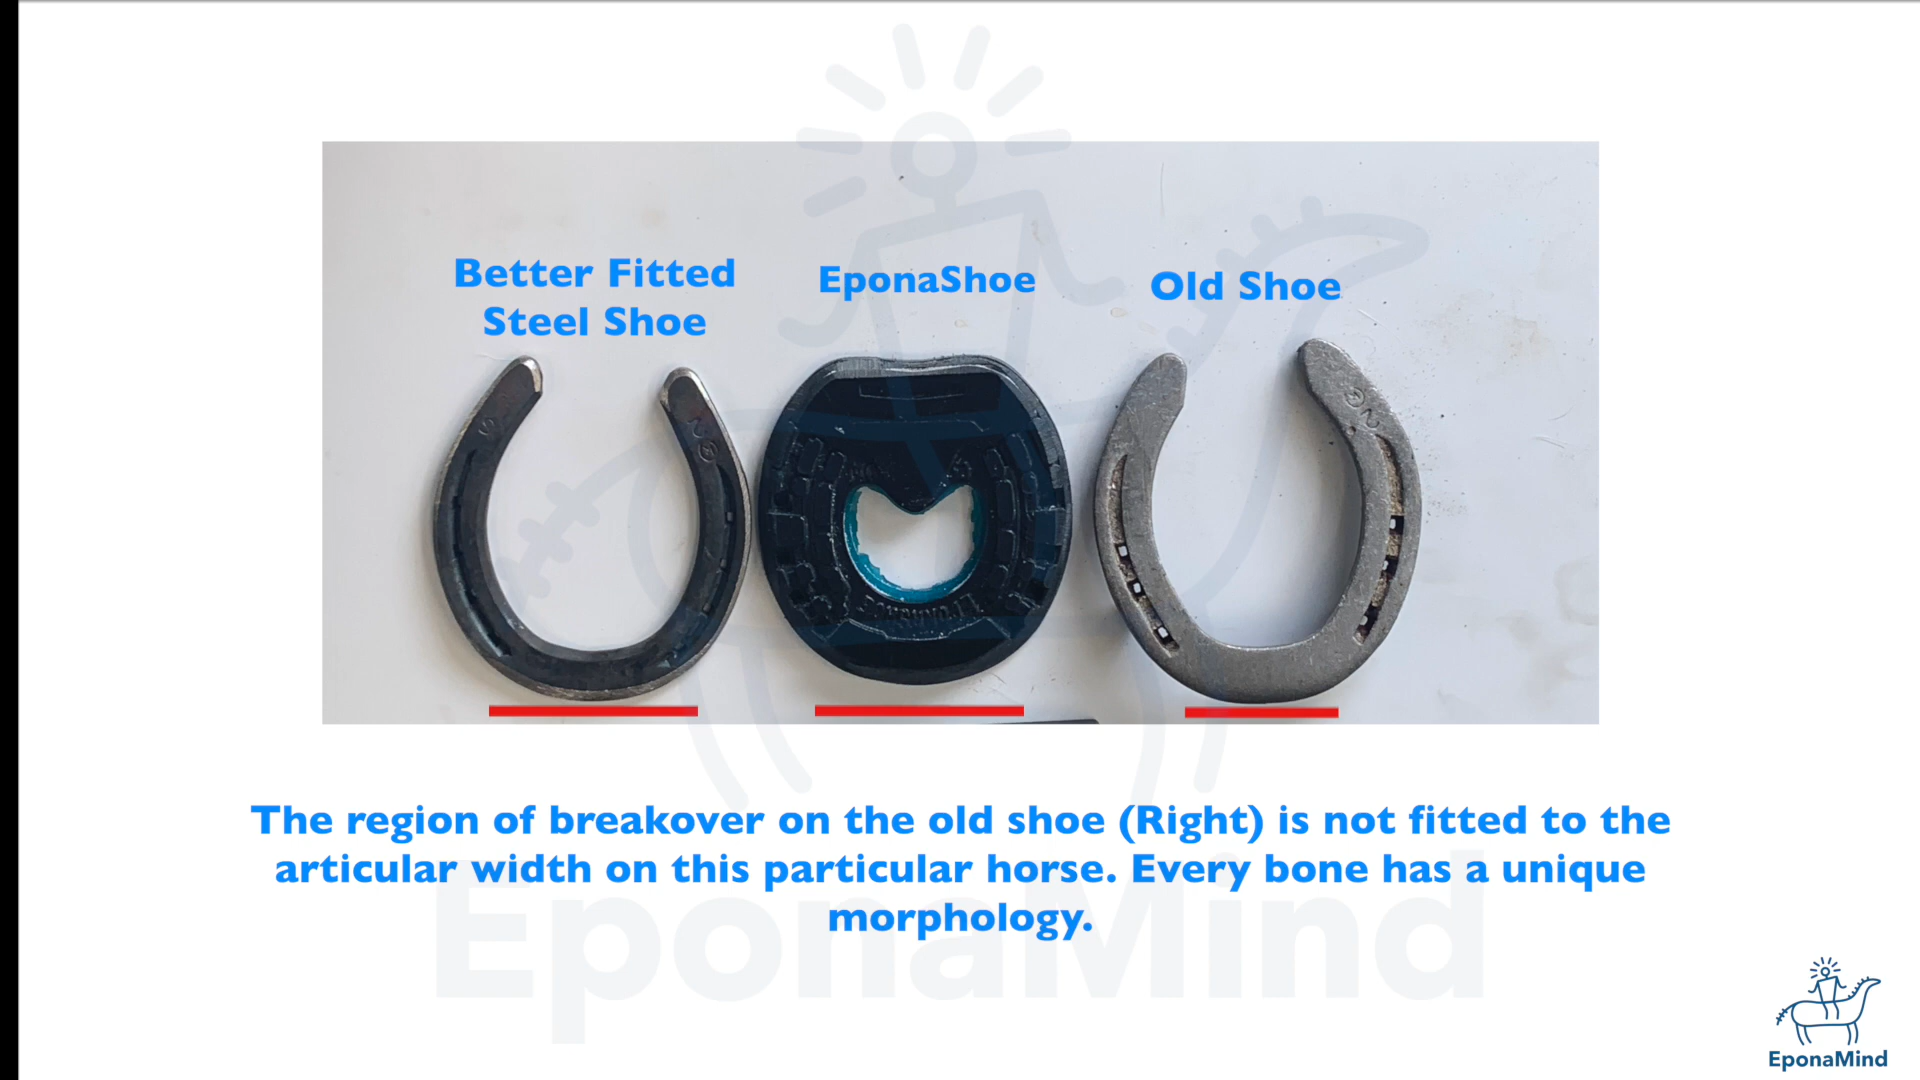 Better Fitted
Steel Shoe
EponaShoe
Old Shoe
The region of breakover on the old shoe (Right) is not fitted to the
articular width on this particular horse. Every bone has a unique
morphology.
EponaMind
EponaMind